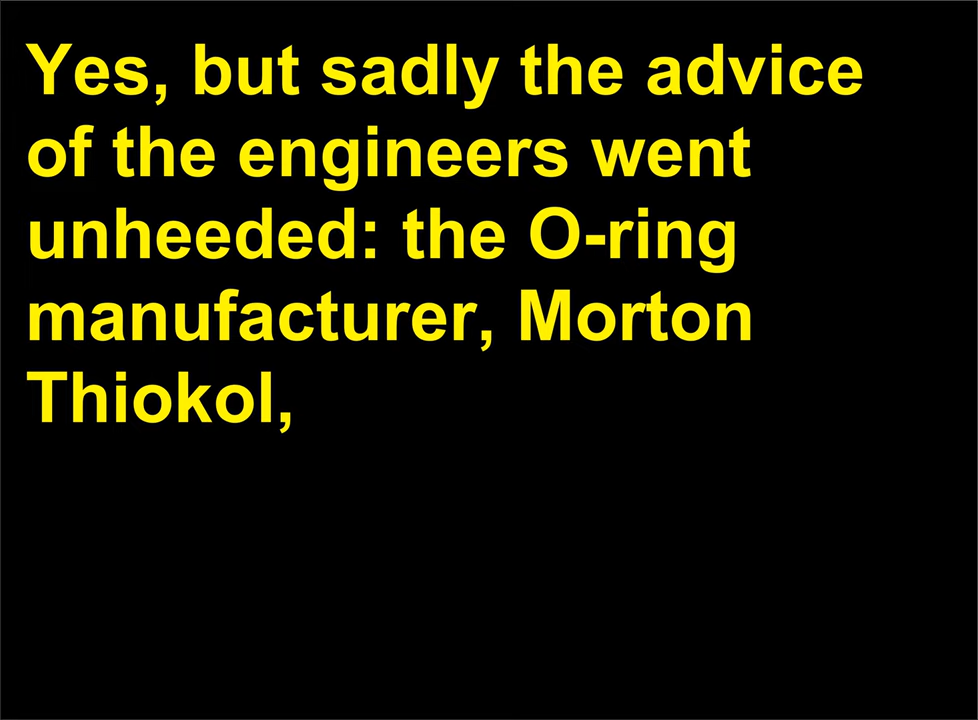 Yes, but sadly the advice
of the engineers went
unheeded: the O-ring
manufacturer, Morton
Thiokol,